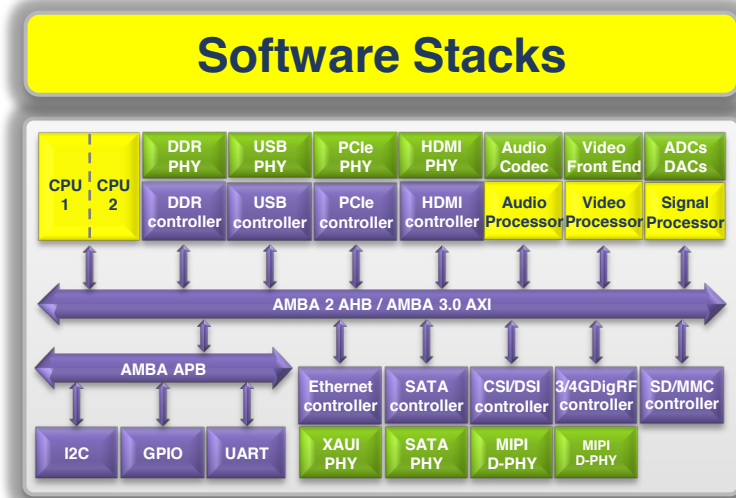 Software Stacks
CPU
1
CPU
2
DDR
PHY
USB
PHY
PCIe
PHY
HDMI
PHY
Audio
Codec
Video
Front End
ADCs
DACs
DDR
controller
USB
controller
PCIe
controller
HDMI
controller
Audio
Processor
Video
Processor
Signal
Processor
AMBA 2 AHB / AMBA 3.0 AXI
AMBA APB
Ethernet
controller
SATA
controller
CSI/DSI
controller
3/4GDigRF
controller
SD/MMC
controller
I2C
GPIO
UART
XAUI
PHY
SATA
PHY
MIPI
D-PHY
MIPI
D-PHY